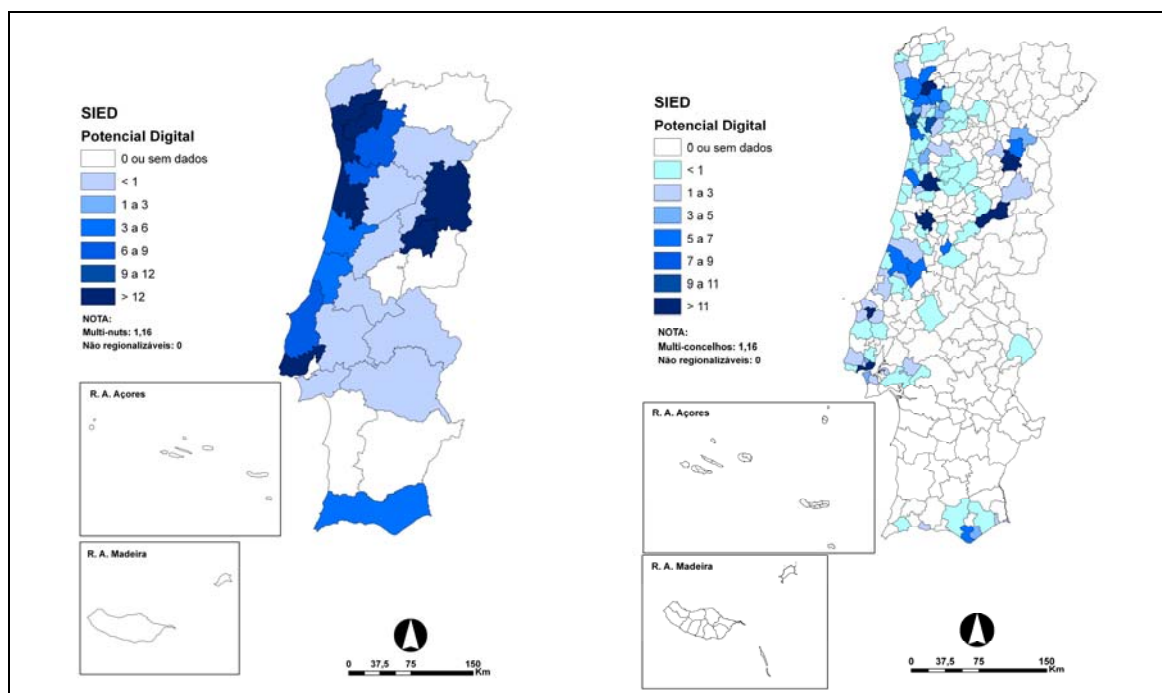 SIED
Potencial Digital
0 ou sem dados
< 1
1 a 3
3 a 6
6 a 9
9 a 12
> 12
NOTA:
Multi-nuts: 1,16
Não regionalizáveis: 0
R. A. Açores
R. A. Madeira
0 37,5 75 150
Km
SIED
Potencial Digital
0 ou sem dados
< 1
1 a 3
3 a 5
5 a 7
7 a 9
9 a 11
> 11
NOTA:
Multi-concelhos: 1,16
Não regionalizáveis: 0
R. A. Açores
R. A. Madeira
0 37,5 75 150
Km